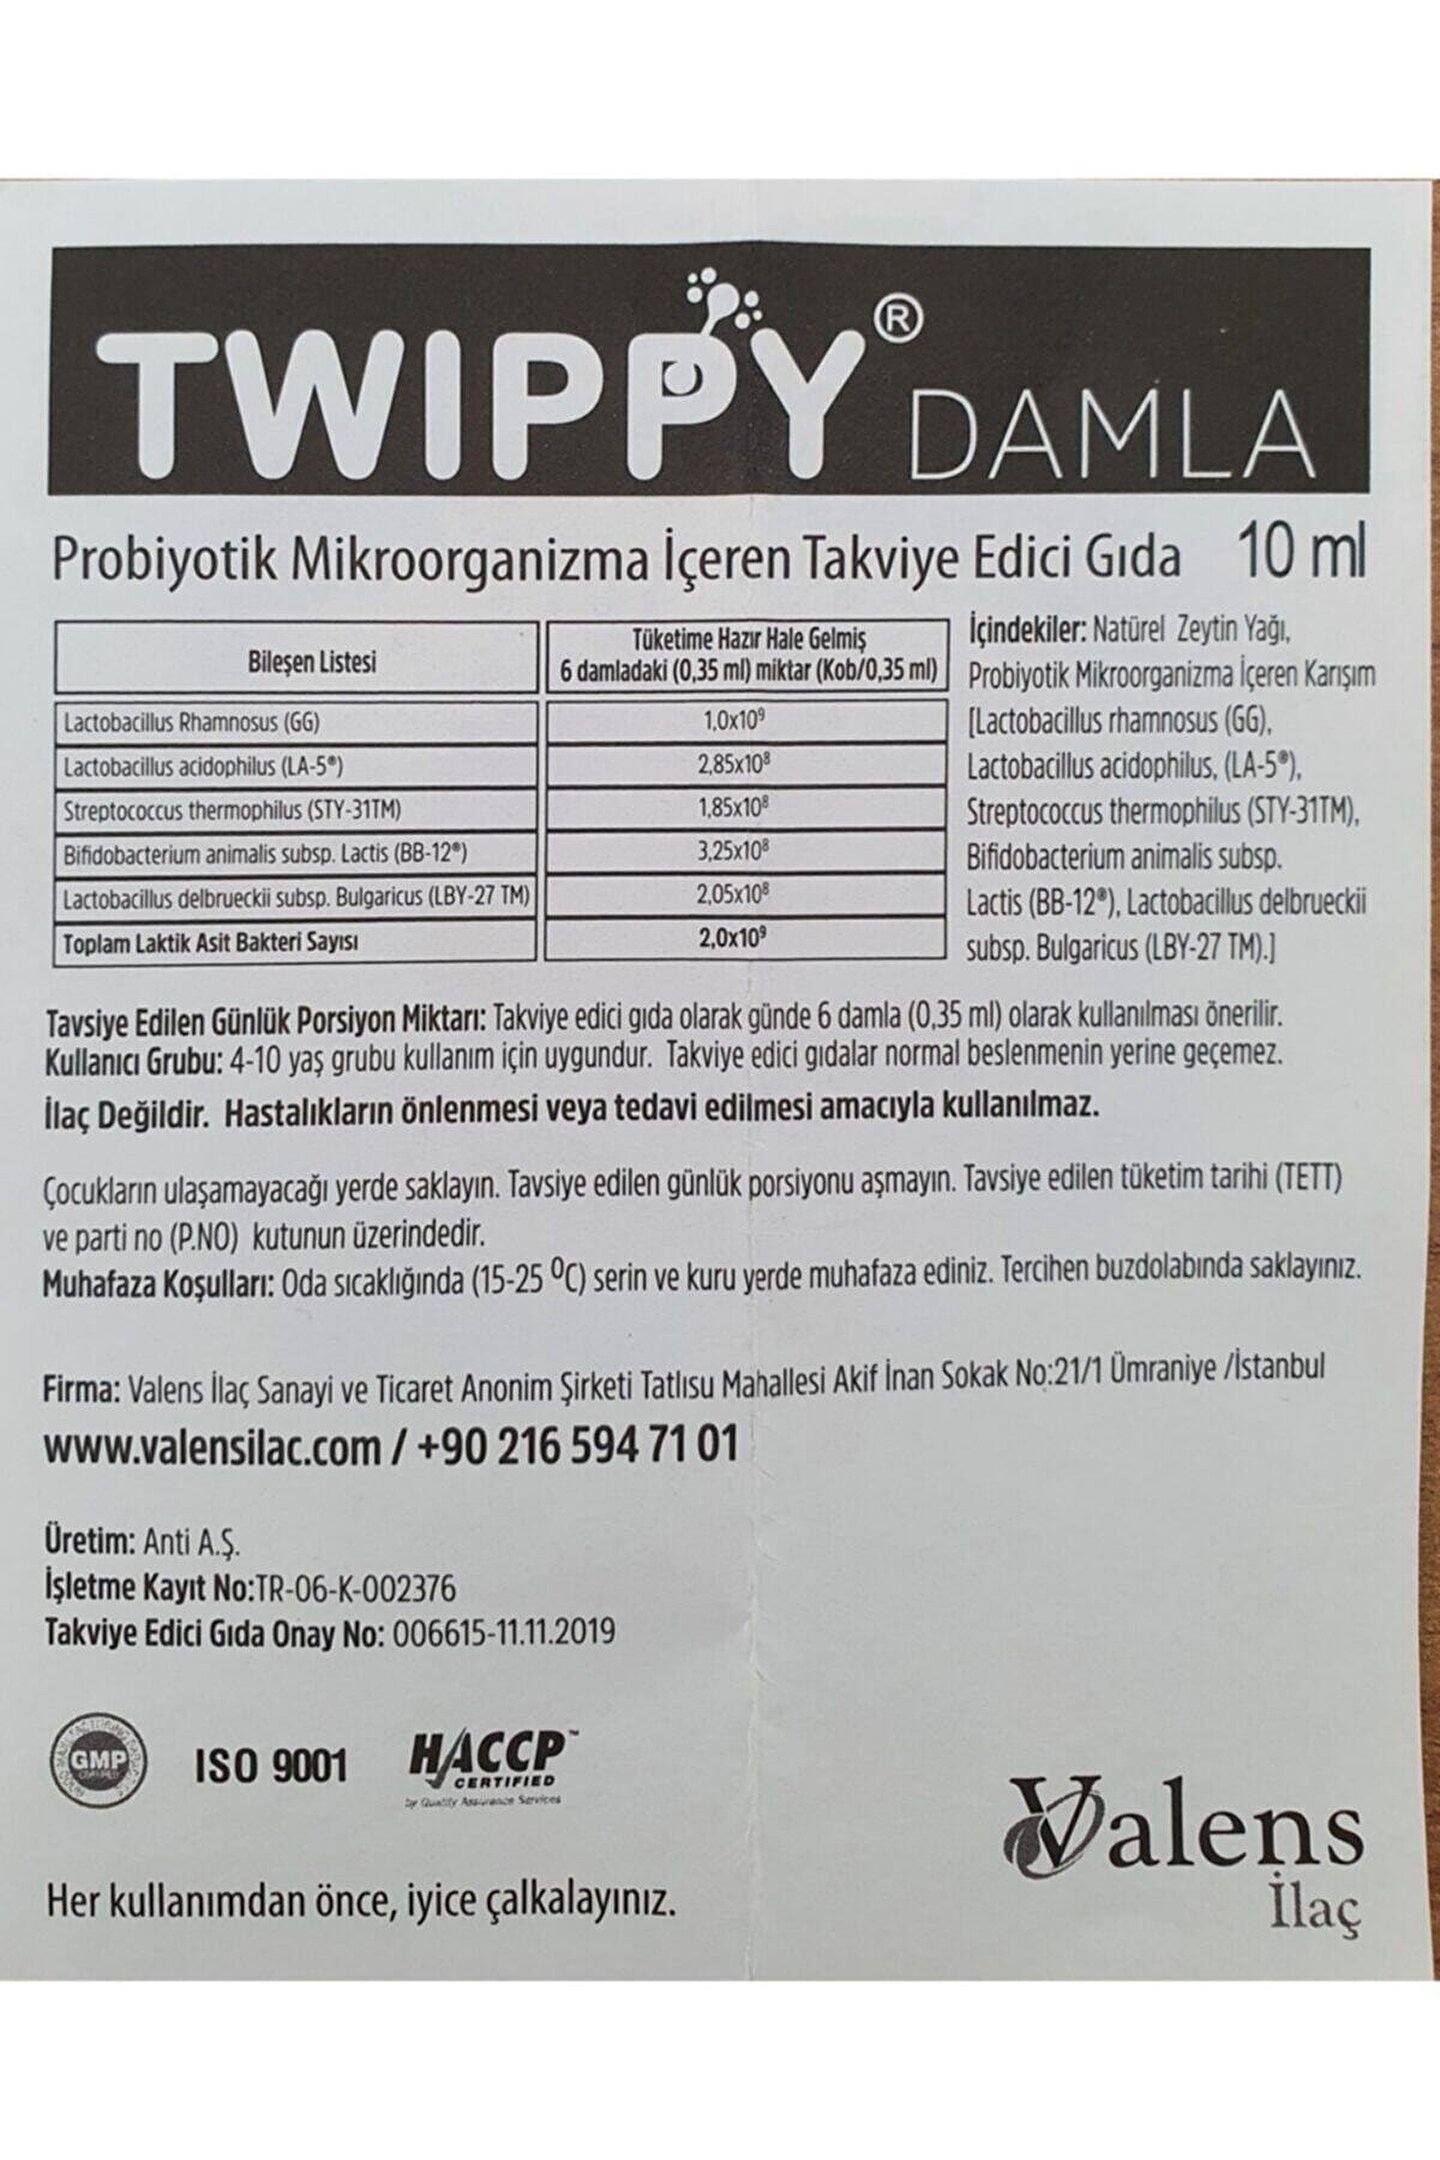 TWIPPY® DAMLA
Probiyotik Mikroorganizma İçeren Takviye Edici Gıda 10 ml
Bileşen Listesi
Tüketime Hazır Hale Gelmiş
6 damladaki (0,35 ml) miktar (Kob/0,35 ml)
Lactobacillus Rhamnosus (GG) 1,0x10⁹
Lactobacillus acidophilus (LA-5®) 2,85x10⁸
Streptococcus thermophilus (STY-31TM) 1,85x10⁸
Bifidobacterium animalis subsp. Lactis (BB-12®) 3,25x10⁸
Lactobacillus delbrueckii subsp. Bulgaricus (LBY-27 TM) 2,05x10⁸
Toplam Laktik Asit Bakteri Sayısı 2,0x10⁹
İçindekiler: Natürel Zeytin Yağı,
Probiyotik Mikroorganizma İçeren Karışım
[Lactobacillus rhamnosus (GG),
Lactobacillus acidophilus, (LA-5®),
Streptococcus thermophilus (STY-31TM),
Bifidobacterium animalis subsp.
Lactis (BB-12®), Lactobacillus delbrueckii
subsp. Bulgaricus (LBY-27 TM).]
Tavsiye Edilen Günlük Porsiyon Miktarı: Takviye edici gıda olarak günde 6 damla (0,35 ml) olarak kullanılması önerilir.
Kullanıcı Grubu: 4-10 yaş grubu kullanım için uygundur. Takviye edici gıdalar normal beslenmenin yerine geçemez.
İlaç Değildir. Hastalıkların önlenmesi veya tedavi edilmesi amacıyla kullanılmaz.
Çocukların ulaşamayacağı yerde saklayın. Tavsiye edilen günlük porsiyonu aşmayın. Tavsiye edilen tüketim tarihi (TETT)
ve parti no (P.NO) kutunun üzerindedir.
Muhafaza Koşulları: Oda sıcaklığında (15-25 ⁰C) serin ve kuru yerde muhafaza ediniz. Tercihen buzdolabında saklayınız.
Firma: Valens İlaç Sanayi ve Ticaret Anonim Şirketi Tatlısu Mahallesi Akif İnan Sokak No:21/1 Ümraniye /İstanbul
www.valensilac.com / +90 216 594 71 01
Üretim: Anti A.Ş.
İşletme Kayıt No:TR-06-K-002376
Takviye Edici Gıda Onay No: 006615-11.11.2019
GMP
ISO 9001
HACCP™
CERTIFIED
by Quality Assurance Services
Valens
İlaç
Her kullanımdan önce, iyice çalkalayınız.